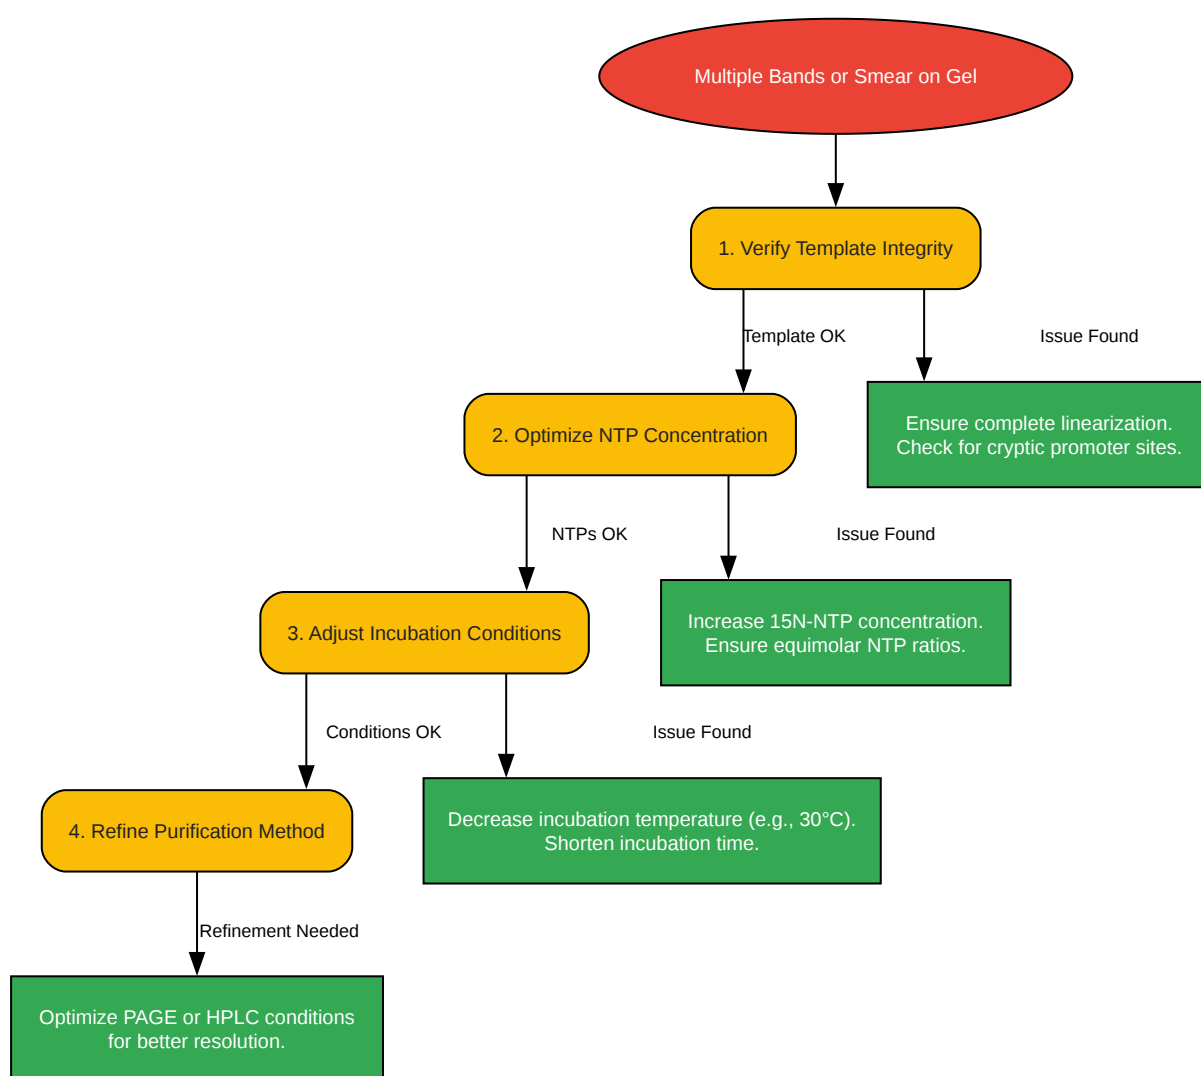 Multiple Bands or Smear on Gel
1. Verify Template Integrity
Template OK
Issue Found
Ensure complete linearization.
Check for cryptic promoter sites.
2. Optimize NTP Concentration
NTPs OK
Issue Found
Increase 15N-NTP concentration.
Ensure equimolar NTP ratios.
3. Adjust Incubation Conditions
Conditions OK
Issue Found
Decrease incubation temperature (e.g., 30°C).
Shorten incubation time.
4. Refine Purification Method
Refinement Needed
Optimize PAGE or HPLC conditions
for better resolution.